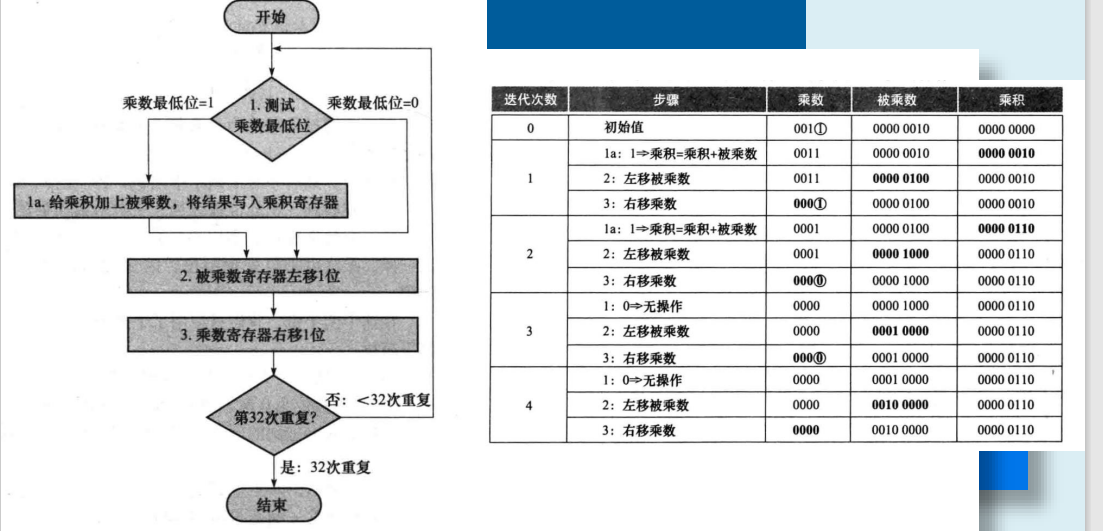 开始
乘数最低位=1
1. 测试
乘数最低位
乘数最低位=0
1a. 给乘积加上被乘数，将结果写入乘积寄存器
2. 被乘数寄存器左移1位
3. 乘数寄存器右移1位
第32次重复?
否：<32次重复
是：32次重复
结束
迭代次数 步骤 乘数 被乘数 乘积
0 初始值 001① 0000 0010 0000 0000
1 1a：1⇒乘积=乘积+被乘数 0011 0000 0010 0000 0010
2：左移被乘数 0011 0000 0100 0000 0010
3：右移乘数 000① 0000 0100 0000 0010
2 1a：1⇒乘积=乘积+被乘数 0001 0000 0100 0000 0110
2：左移被乘数 0001 0000 1000 0000 0110
3：右移乘数 000⓪ 0000 1000 0000 0110
3 1：0⇒无操作 0000 0000 1000 0000 0110
2：左移被乘数 0000 0001 0000 0000 0110
3：右移乘数 000⓪ 0001 0000 0000 0110
4 1：0⇒无操作 0000 0001 0000 0000 0110
2：左移被乘数 0000 0010 0000 0000 0110
3：右移乘数 0000 0010 0000 0000 0110